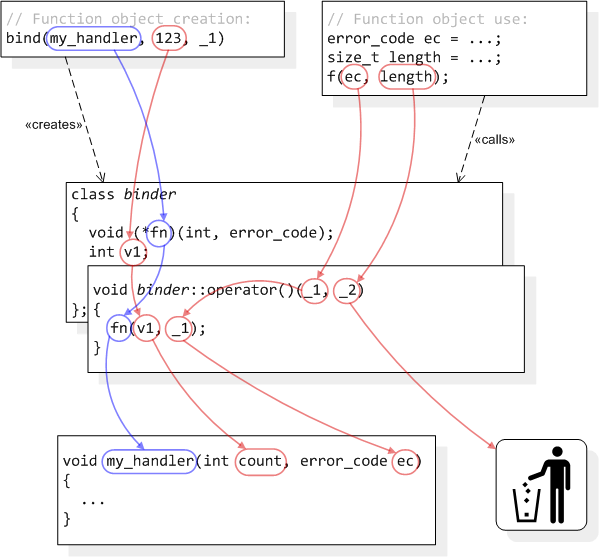 // Function object creation:
bind(my_handler, 123, _1)
// Function object use:
error_code ec = ...;
size_t length = ...;
f(ec, length);
«creates»
«calls»
class binder
{
void (*fn)(int, error_code);
int v1;
void binder::operator()(_1, _2)
{
fn(v1, _1);
}
};
void my_handler(int count, error_code ec)
{
...
}